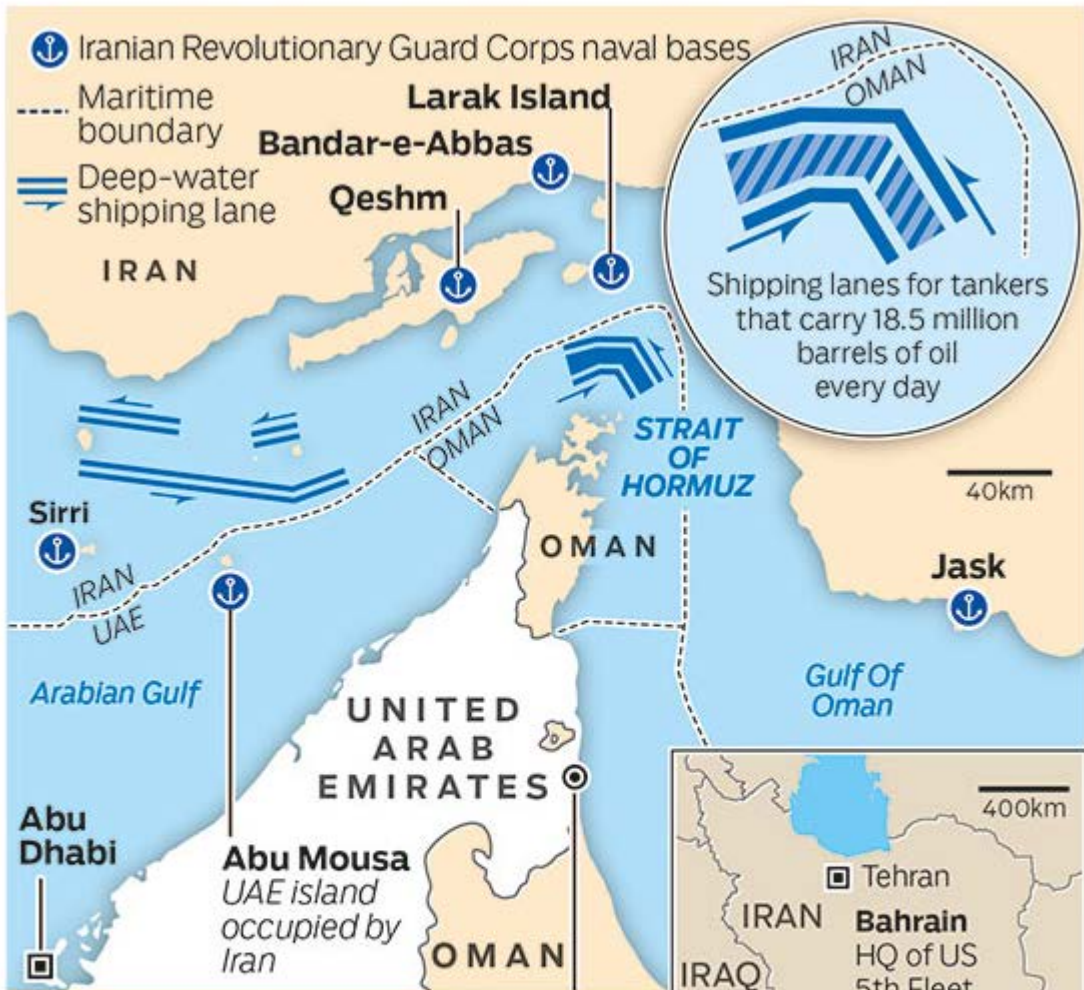 Iranian Revolutionary Guard Corps naval bases
Maritime
boundary
Deep-water
shipping lane
Larak Island
Bandar-e-Abbas
Qeshm
IRAN
IRAN
OMAN
Shipping lanes for tankers
that carry 18.5 million
barrels of oil
every day
IRAN
OMAN
STRAIT
OF
HORMUZ
40km
Sirri
IRAN
UAE
OMAN
Jask
Arabian Gulf
Gulf Of
Oman
UNITED
ARAB
EMIRATES
Abu
Dhabi
Abu Mousa
UAE island
occupied by
Iran
OMAN
400km
Tehran
IRAN
IRAQ
Bahrain
HQ of US
5th Fleet